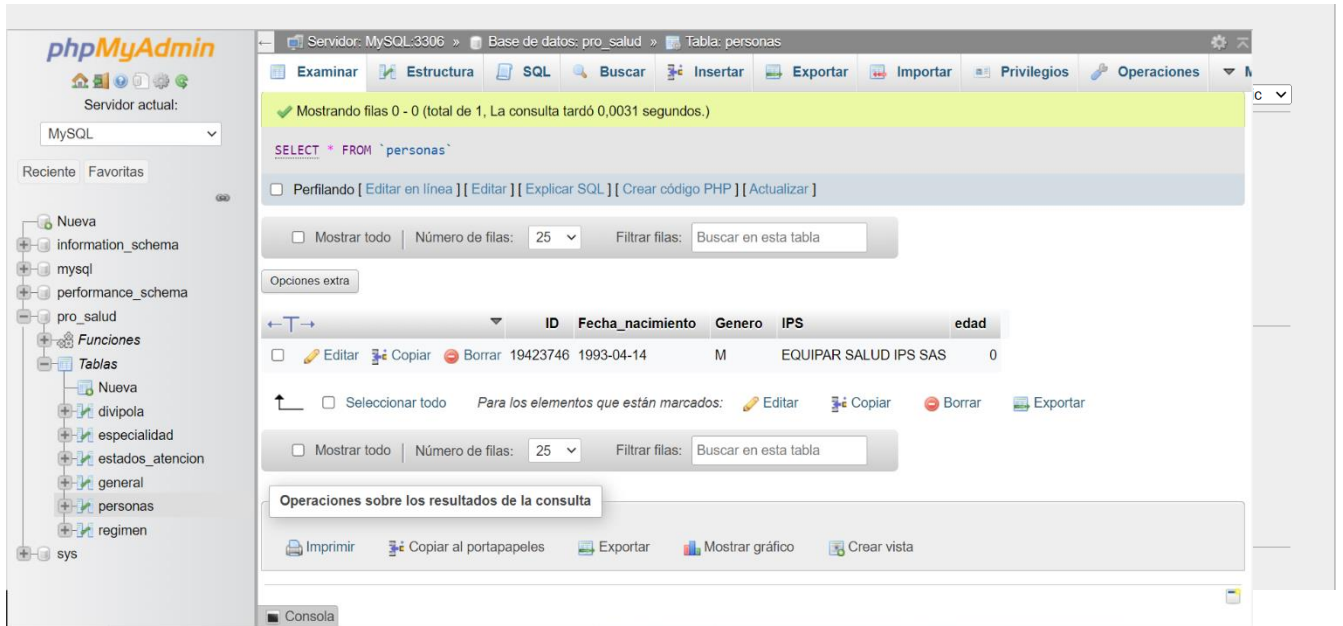 phpMyAdmin
Servidor actual:
MySQL
Reciente Favoritas
Nueva
information_schema
mysql
performance_schema
pro_salud
Funciones
Tablas
Nueva
divipola
especialidad
estados_atencion
general
personas
regimen
sys
Servidor: MySQL:3306 » Base de datos: pro_salud » Tabla: personas
Examinar Estructura SQL Buscar Insertar Exportar Importar Privilegios Operaciones
Mostrando filas 0 - 0 (total de 1, La consulta tardó 0,0031 segundos.)
SELECT * FROM `personas`
Perfilando [ Editar en línea ] [ Editar ] [ Explicar SQL ] [ Crear código PHP ] [ Actualizar ]
Mostrar todo | Número de filas: 25 Filtrar filas: Buscar en esta tabla
Opciones extra
←T→ ID Fecha_nacimiento Genero IPS edad
Editar Copiar Borrar 19423746 1993-04-14 M EQUIPAR SALUD IPS SAS 0
Seleccionar todo Para los elementos que están marcados: Editar Copiar Borrar Exportar
Mostrar todo | Número de filas: 25 Filtrar filas: Buscar en esta tabla
Operaciones sobre los resultados de la consulta
Imprimir Copiar al portapapeles Exportar Mostrar gráfico Crear vista
Consola